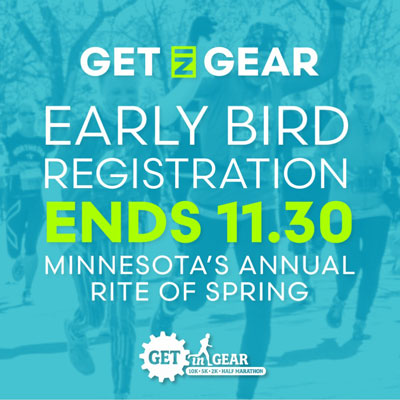 GET IN GEAR
EARLY BIRD
REGISTRATION
ENDS 11.30
MINNESOTA'S ANNUAL
RITE OF SPRING
GET in GEAR
10K • 5K • 2K • HALF MARATHON